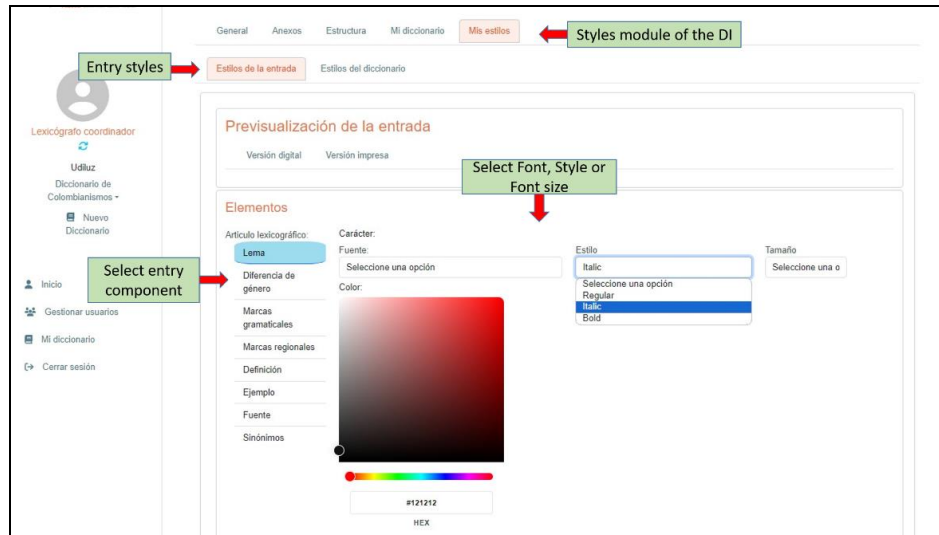 General Anexos Estructura Mi diccionario Mis estilos
Styles module of the DI
Entry styles
Estilos de la entrada Estilos del diccionario
Lexicógrafo coordinador
Udiluz
Diccionario de
Colombianismos
Nuevo
Diccionario
Inicio
Gestionar usuarios
Mi diccionario
Cerrar sesión
Previsualización de la entrada
Versión digital Versión impresa
Select Font, Style or
Font size
Elementos
Artículo lexicográfico:
Select entry
component
Lema
Diferencia de
género
Marcas
gramaticales
Marcas regionales
Definición
Ejemplo
Fuente
Sinónimos
Carácter:
Fuente:
Seleccione una opción
Color:
#121212
HEX
Estilo
Italic
Seleccione una opción
Regular
Italic
Bold
Tamaño
Seleccione una o